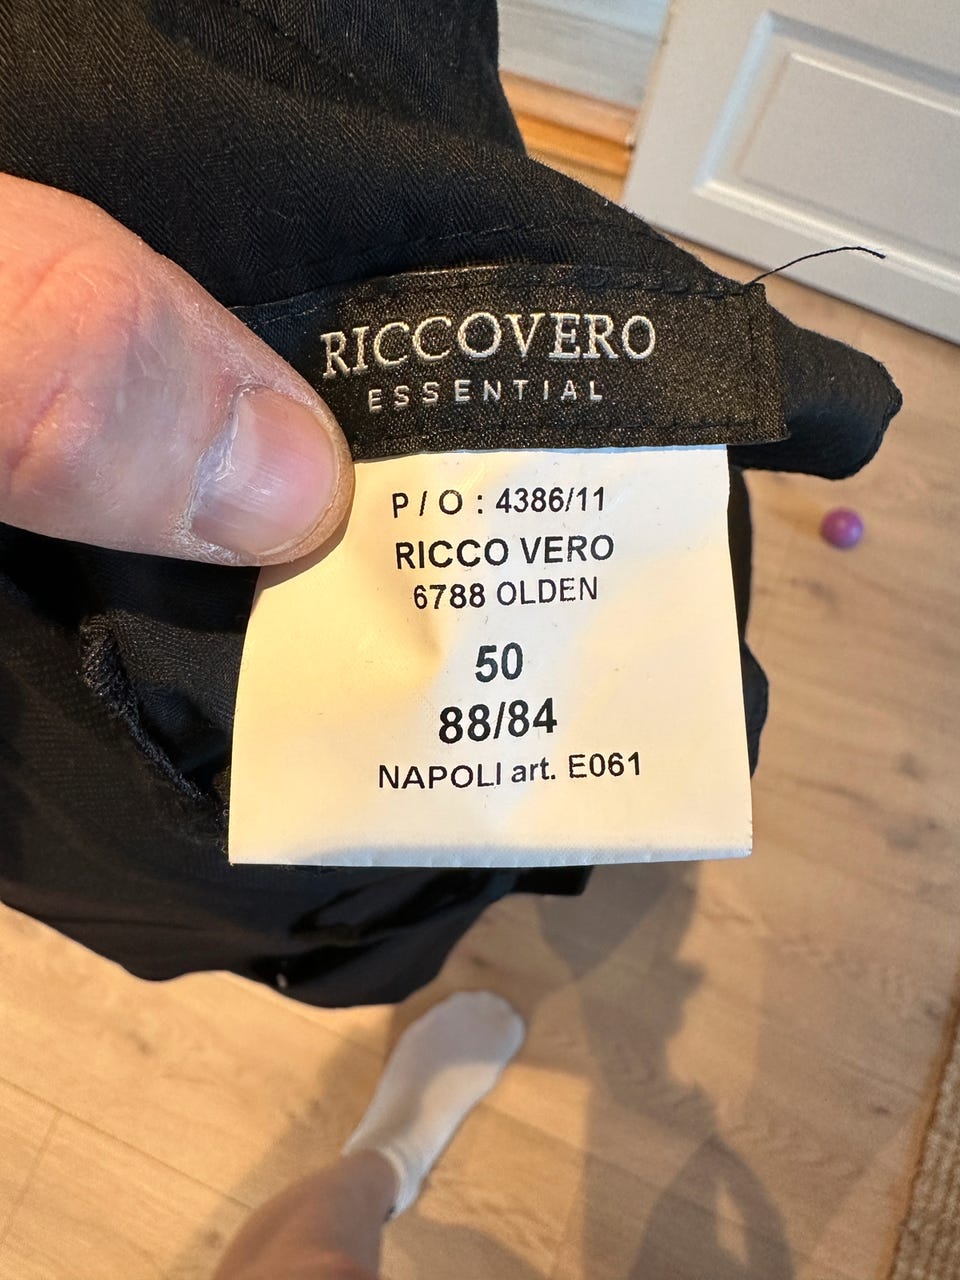 RICCOVERO
ESSENTIAL
P / O : 4386/11
RICCO VERO
6788 OLDEN
50
88/84
NAPOLI art. E061